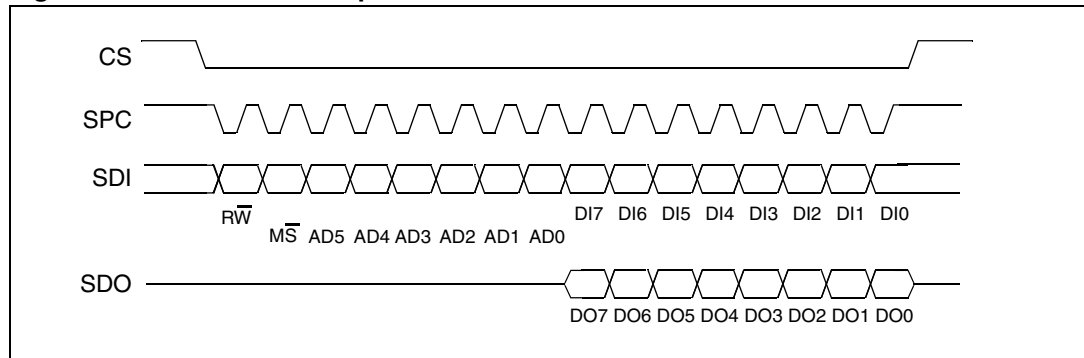 CS
SPC
SDI
RW̅
DI7 DI6 DI5 DI4 DI3 DI2 DI1 DI0
MS̅ AD5 AD4 AD3 AD2 AD1 AD0
SDO
DO7 DO6 DO5 DO4 DO3 DO2 DO1 DO0